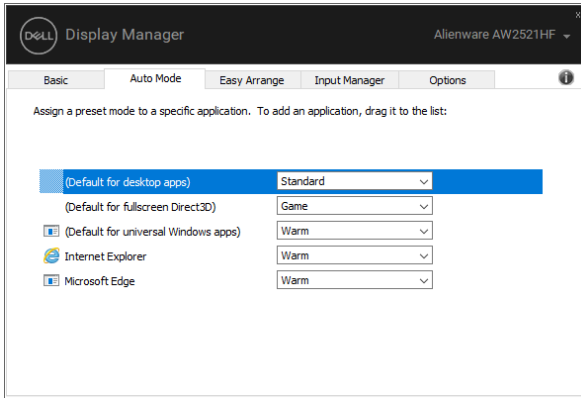 DELL Display Manager Alienware AW2521HF
x
Basic Auto Mode Easy Arrange Input Manager Options i
Assign a preset mode to a specific application. To add an application, drag it to the list:
(Default for desktop apps) Standard
(Default for fullscreen Direct3D) Game
(Default for universal Windows apps) Warm
Internet Explorer Warm
Microsoft Edge Warm